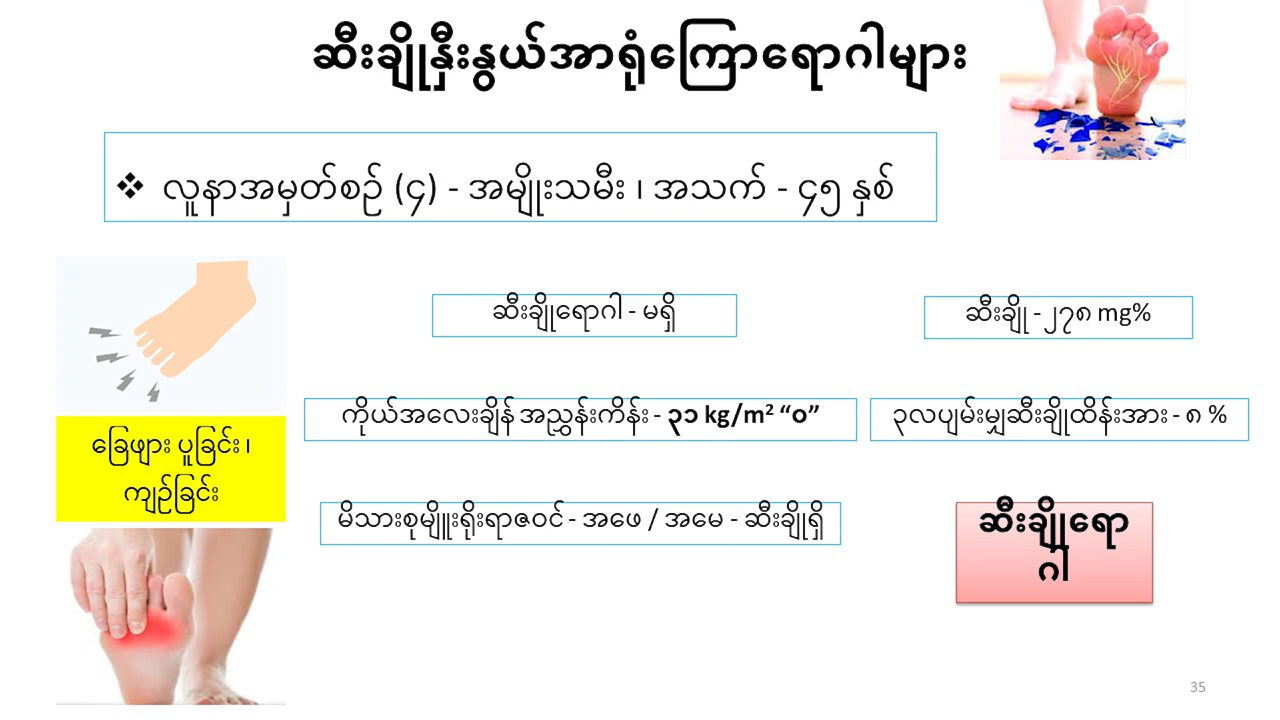 ဆီးချိုနှီးနွယ်အာရုံကြောရောဂါများ
❖ လူနာအမှတ်စဉ် (၄) - အမျိုးသမီး ၊ အသက် - ၄၅ နှစ်
ဆီးချိုရောဂါ - မရှိ
ဆီးချို -၂၇၈ mg%
ကိုယ်အလေးချိန် အညွှန်းကိန်း - ၃၁ kg/m² “o”
၃လပျမ်းမျှဆီးချိုထိန်းအား - ၈ %
ခြေဖျား ပူခြင်း ၊
ကျဉ်ခြင်း
မိသားစုမျိူးရိုးရာဇဝင် - အဖေ / အမေ - ဆီးချိုရှိ
ဆီးချိုရော
ဂါ
35